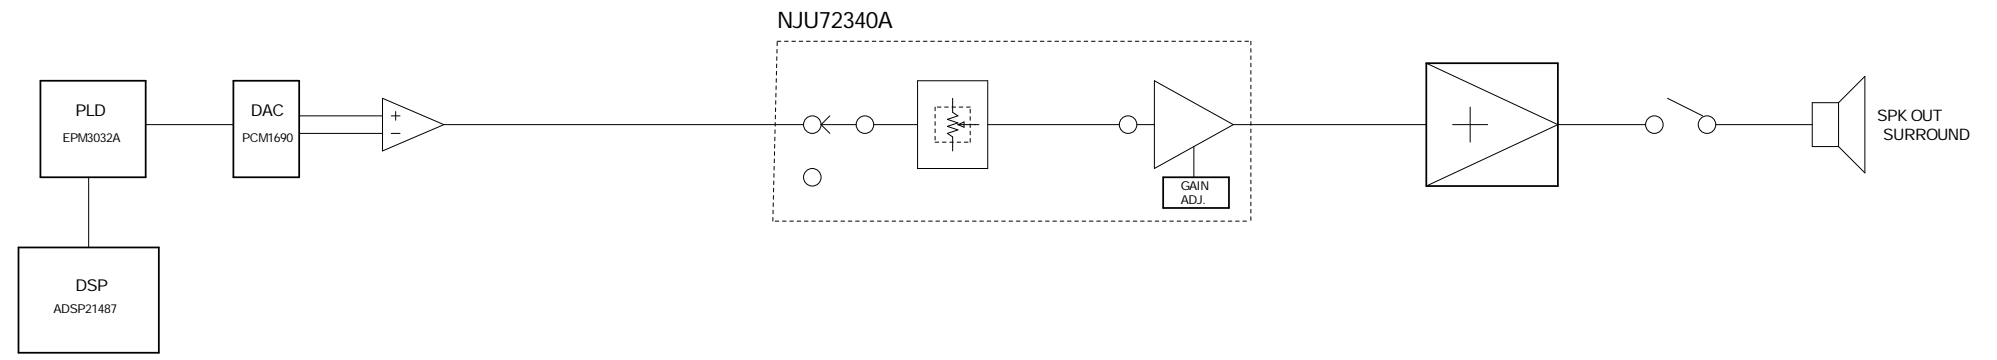 NJU72340A
PLD
EPM3032A
DAC
PCM1690
+
−
GAIN
ADJ.
SPK OUT
SURROUND
DSP
ADSP21487